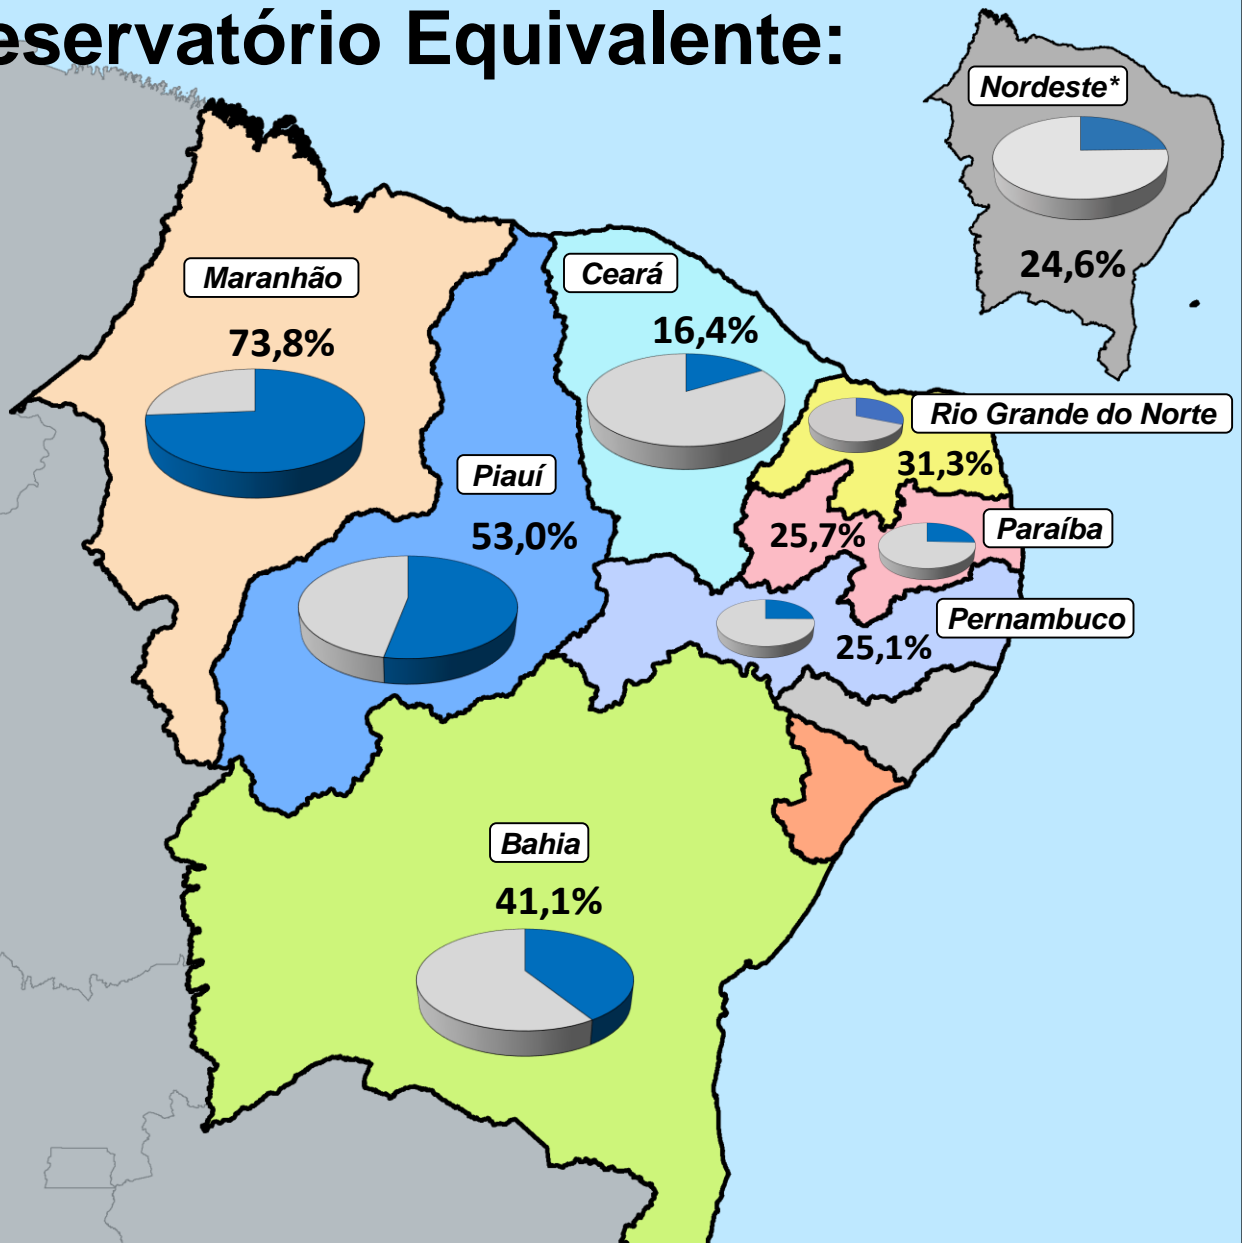 eservatório Equivalente:
Nordeste*
24,6%
Maranhão
73,8%
Ceará
16,4%
Rio Grande do Norte
31,3%
Piauí
53,0%
Paraíba
25,7%
Pernambuco
25,1%
Bahia
41,1%